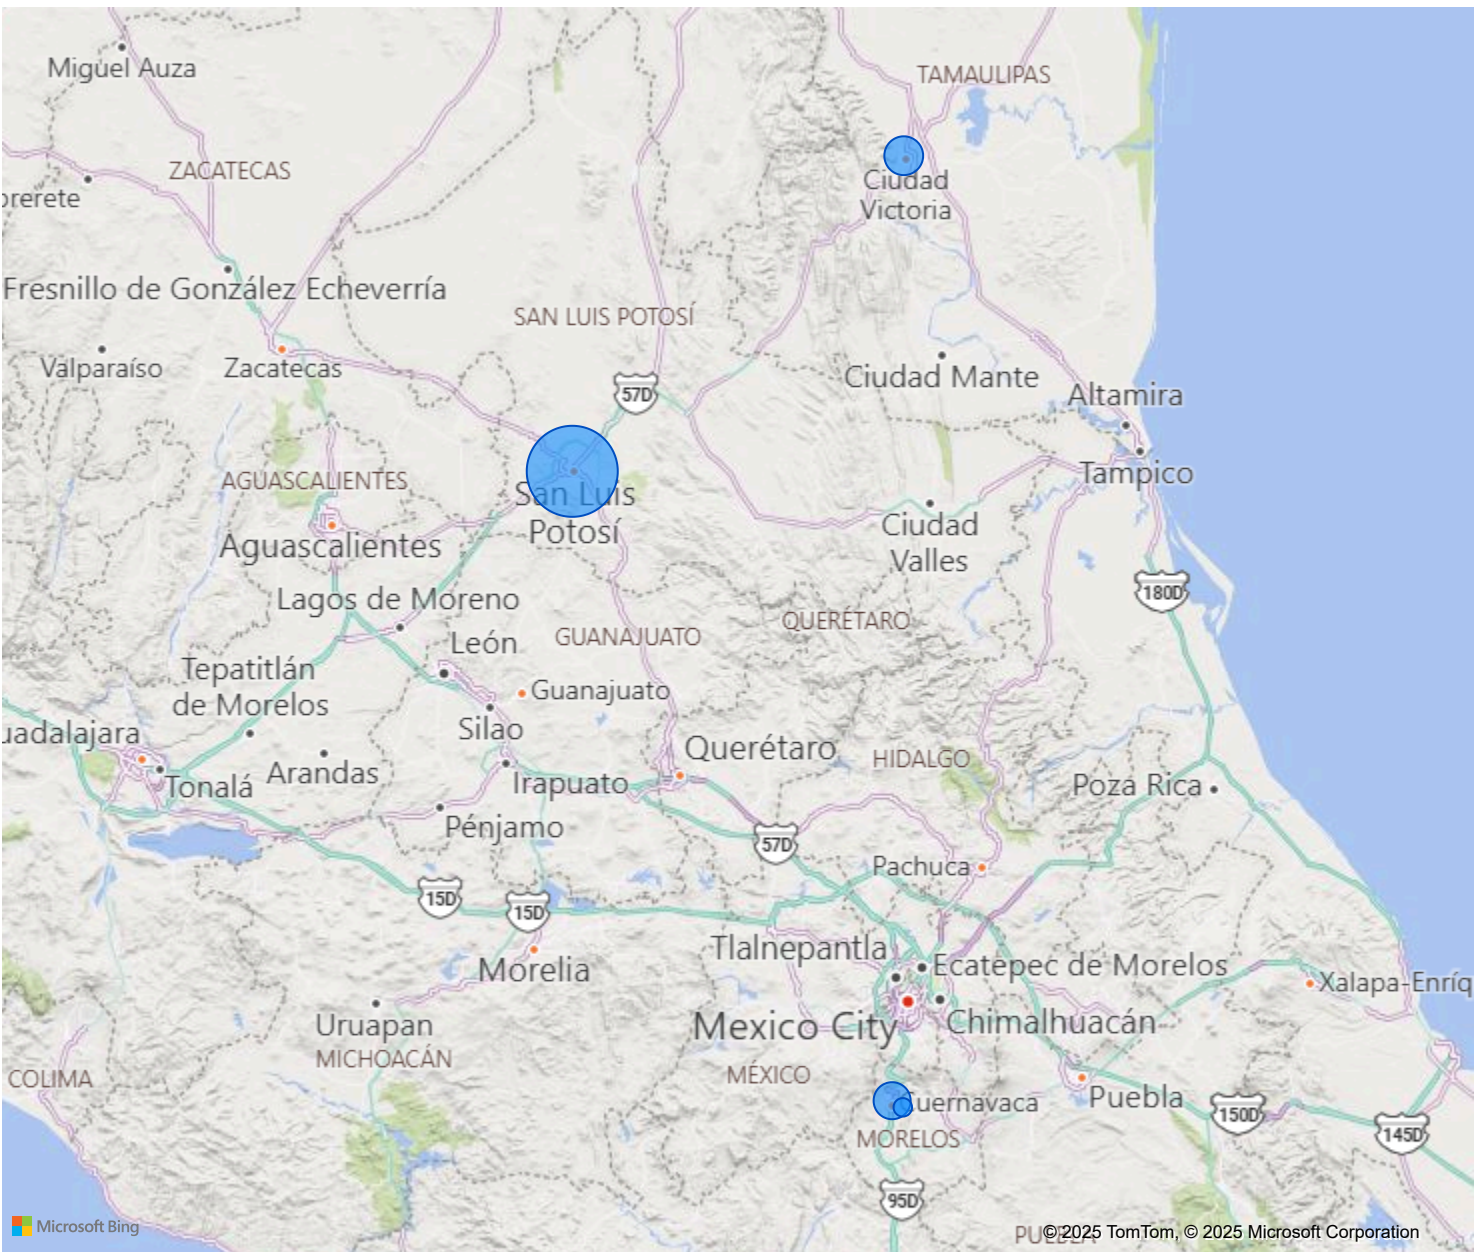 Miguel Auza
TAMAULIPAS
ZACATECAS
brerete
Ciudad
Victoria
Fresnillo de González Echeverría
SAN LUIS POTOSÍ
Valparaíso
Zacatecas
57D
Ciudad Mante
Altamira
AGUASCALIENTES
San Luis
Potosí
Tampico
Aguascalientes
Ciudad
Valles
180D
Lagos de Moreno
QUERÉTARO
León
GUANAJUATO
Tepatitlán
de Morelos
Guanajuato
Silao
uadalajara
Querétaro
HIDALGO
Tonalá
Arandas
Irapuato
Poza Rica
Pénjamo
57D
Pachuca
15D
15D
Tlalnepantla
Morelia
Ecatepec de Morelos
Xalapa-Enríq
Uruapan
Mexico City
Chimalhuacán
MICHOACÁN
COLIMA
MÉXICO
Cuernavaca
Puebla
150D
145D
MORELOS
95D
Microsoft Bing
PUEBLA
© 2025 TomTom, © 2025 Microsoft Corporation